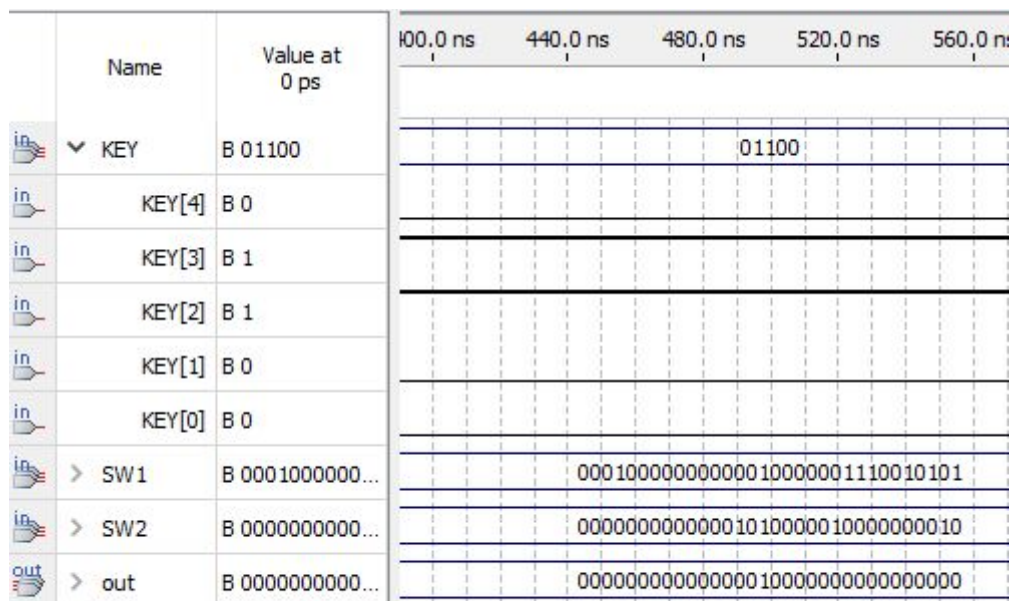 Name
Value at
0 ps
400.0 ns 440.0 ns 480.0 ns 520.0 ns 560.0 ns
KEY B 01100 01100
KEY[4] B 0
KEY[3] B 1
KEY[2] B 1
KEY[1] B 0
KEY[0] B 0
SW1 B 0001000000... 00010000000000010000001110010101
SW2 B 0000000000... 00000000000001010000010000000010
out B 0000000000... 00000000000000010000000000000000